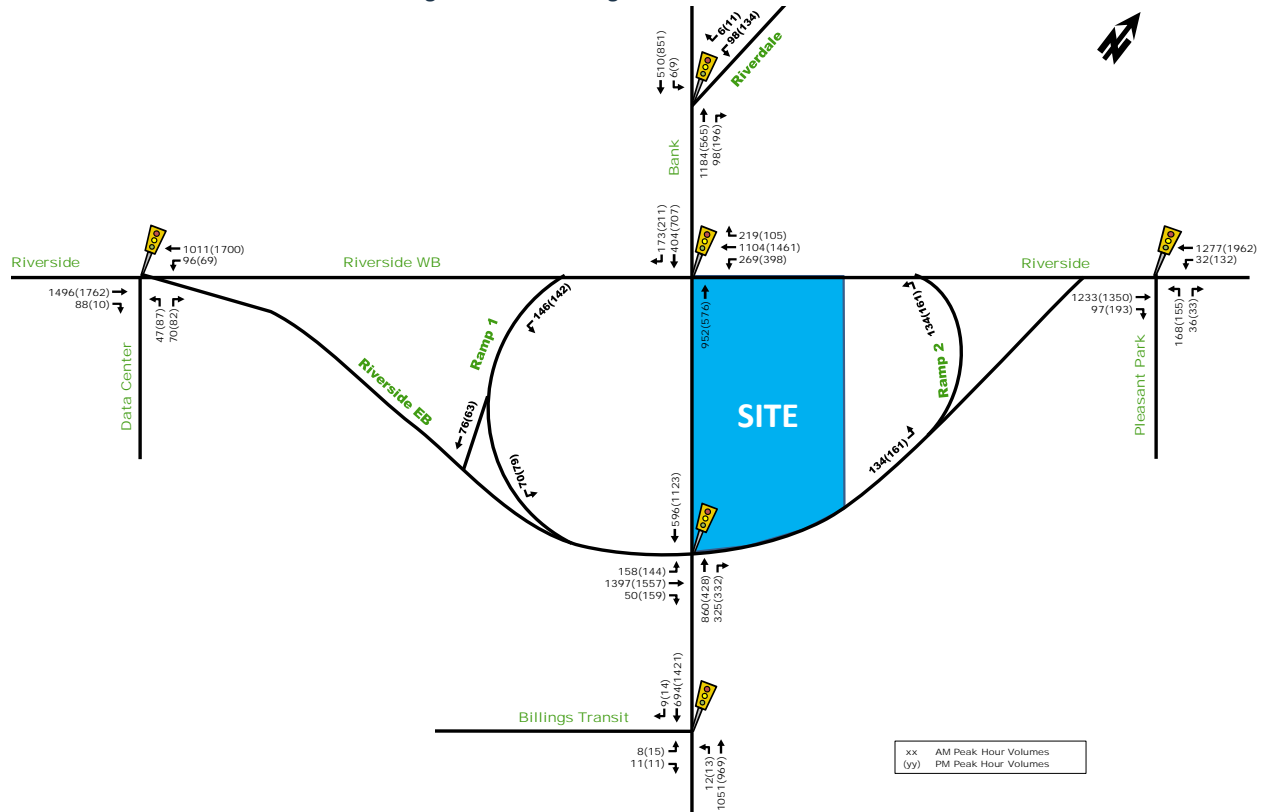 6(11)
98(134)
510(851)
6(9)
Riverdale
1184(565)
98(196)
Bank
173(211)
404(707)
219(105)
1104(1461)
269(398)
1011(1700)
96(69)
1277(1962)
32(132)
Riverside
Riverside WB
Riverside
1496(1762)
88(10)
47(87)
70(82)
146(142)
952(576)
134(161)
1233(1350)
97(193)
168(155)
36(33)
Data Center
Ramp 1
Riverside EB
Ramp 2
Pleasant Park
SITE
76(63)
70(79)
134(161)
596(1123)
158(144)
1397(1557)
50(159)
860(428)
325(332)
9(14)
694(1421)
Billings Transit
8(15)
11(11)
12(13)
1051(969)
xx AM Peak Hour Volumes
(yy) PM Peak Hour Volumes